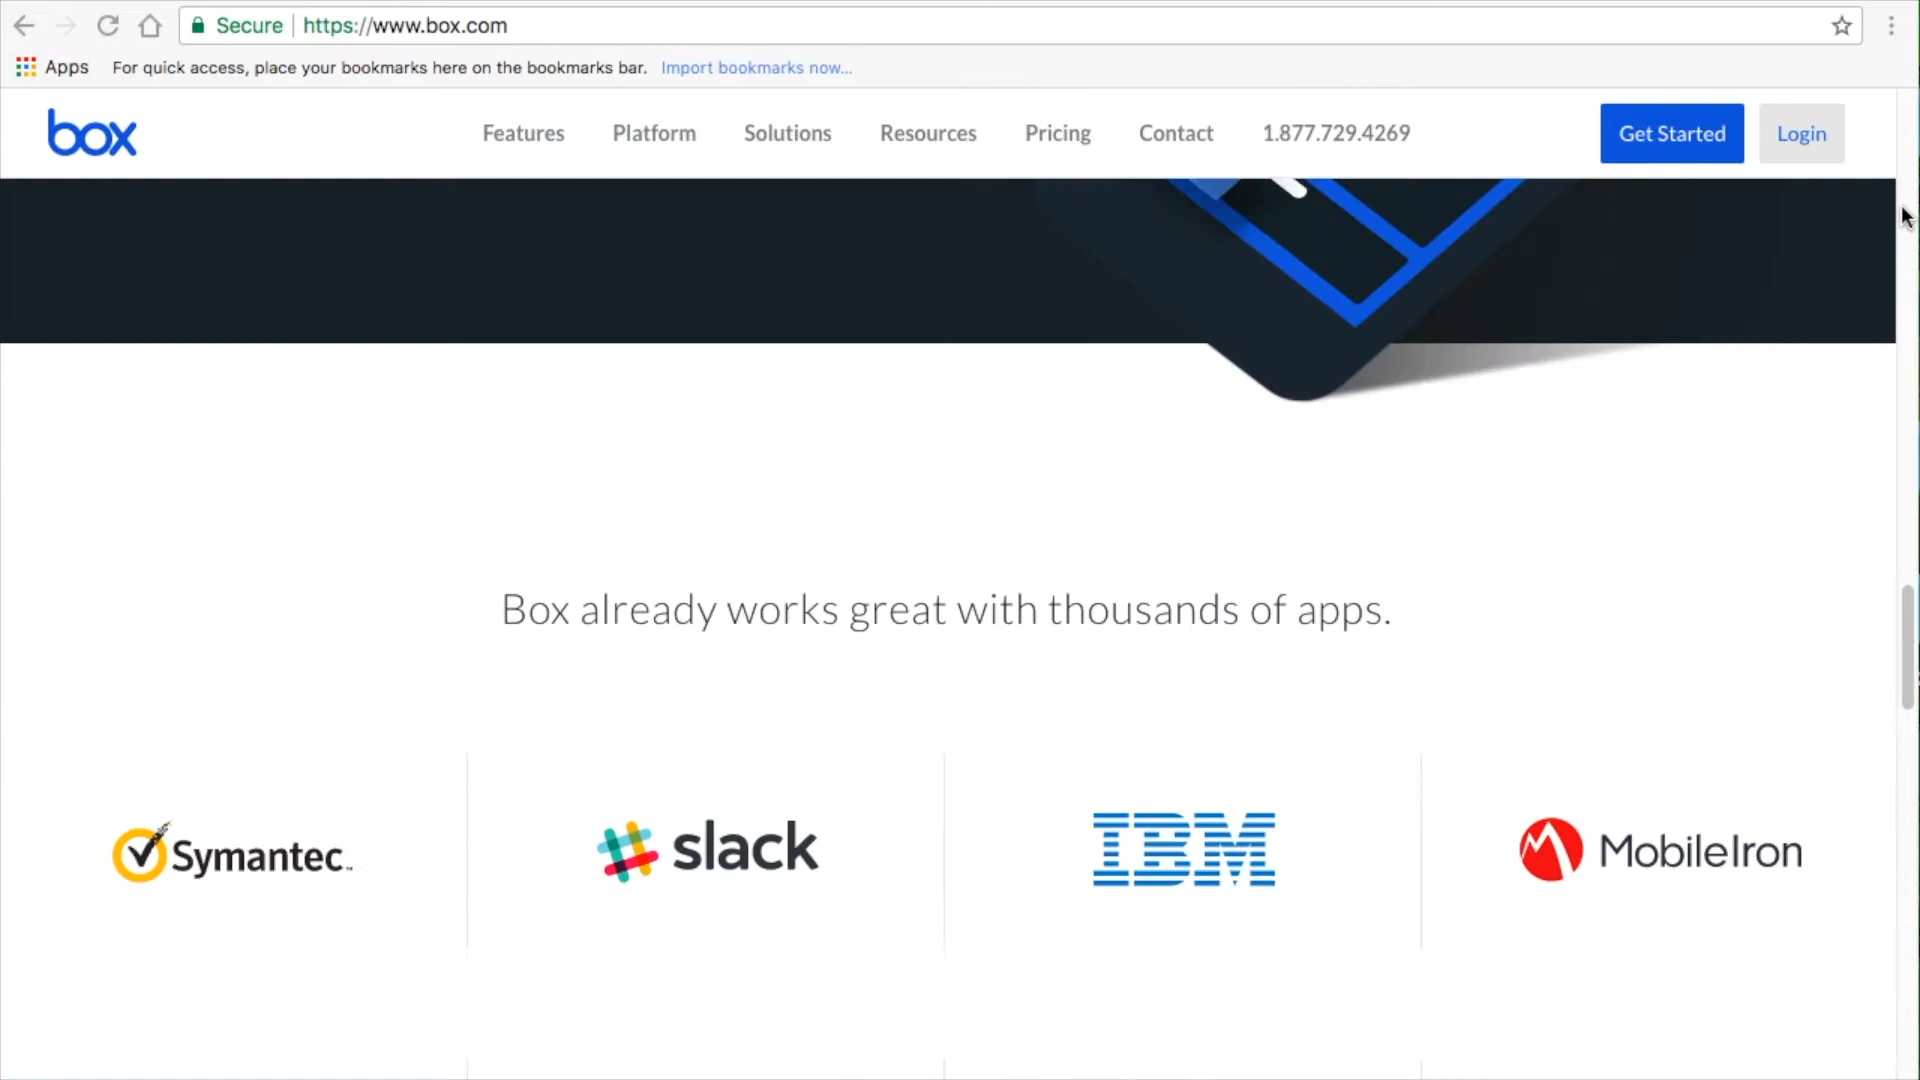 Secure https://www.box.com
Apps For quick access, place your bookmarks here on the bookmarks bar. Import bookmarks now...
box Features Platform Solutions Resources Pricing Contact 1.877.729.4269 Get Started Login
Box already works great with thousands of apps.
Symantec™ slack IBM MobileIron